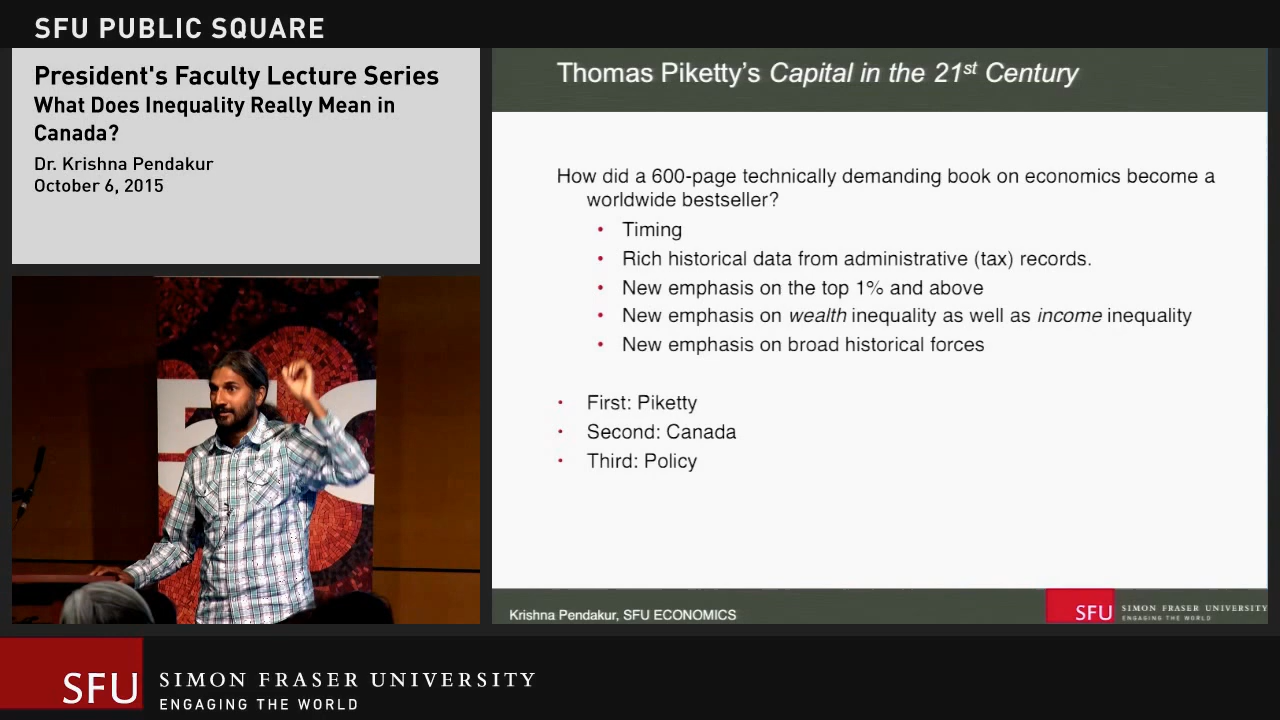 SFU PUBLIC SQUARE
President's Faculty Lecture Series
What Does Inequality Really Mean in
Canada?
Dr. Krishna Pendakur
October 6, 2015
Thomas Piketty's Capital in the 21st Century
How did a 600-page technically demanding book on economics become a
worldwide bestseller?
• Timing
• Rich historical data from administrative (tax) records.
• New emphasis on the top 1% and above
• New emphasis on wealth inequality as well as income inequality
• New emphasis on broad historical forces
• First: Piketty
• Second: Canada
• Third: Policy
Krishna Pendakur, SFU ECONOMICS
SFU SIMON FRASER UNIVERSITY
ENGAGING THE WORLD
SFU SIMON FRASER UNIVERSITY
ENGAGING THE WORLD